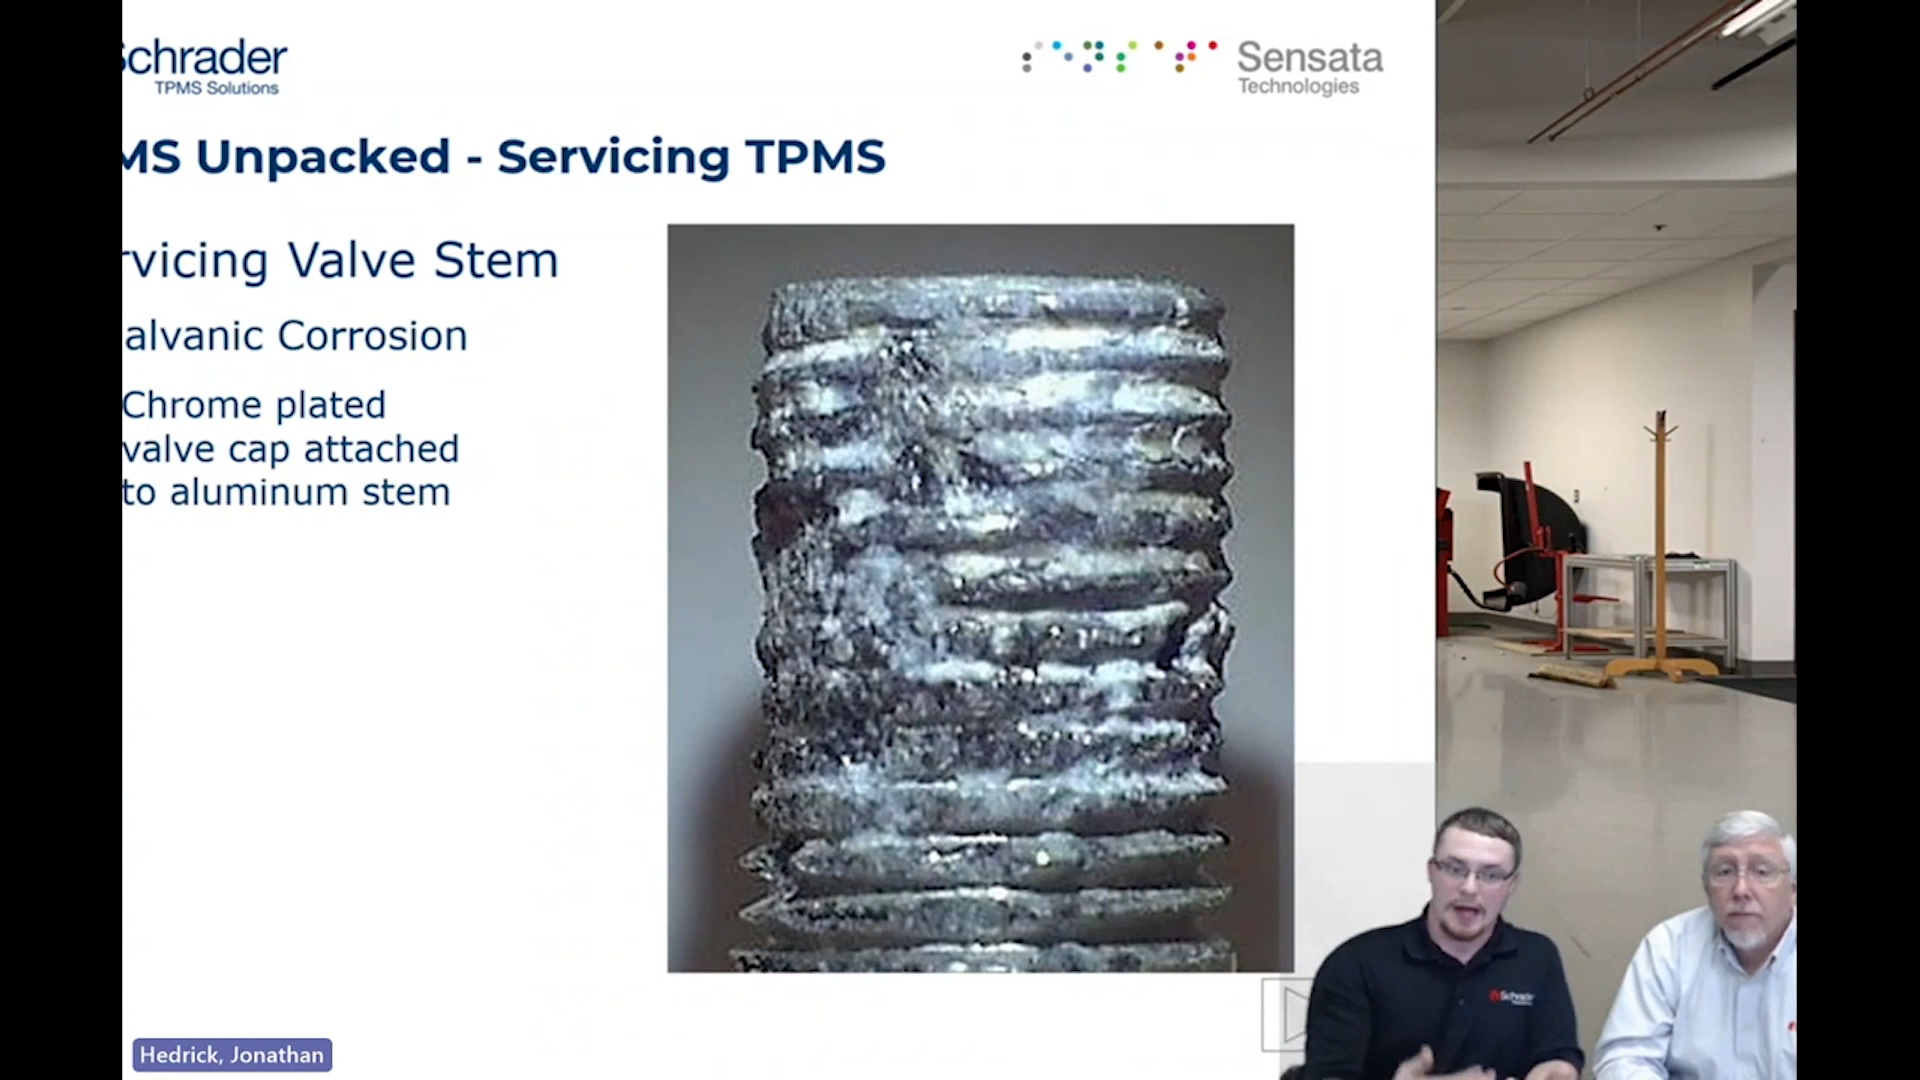 Schrader
TPMS Solutions
Sensata
Technologies
MS Unpacked - Servicing TPMS
rvicing Valve Stem
alvanic Corrosion
Chrome plated
valve cap attached
to aluminum stem
Schrader
Hedrick, Jonathan